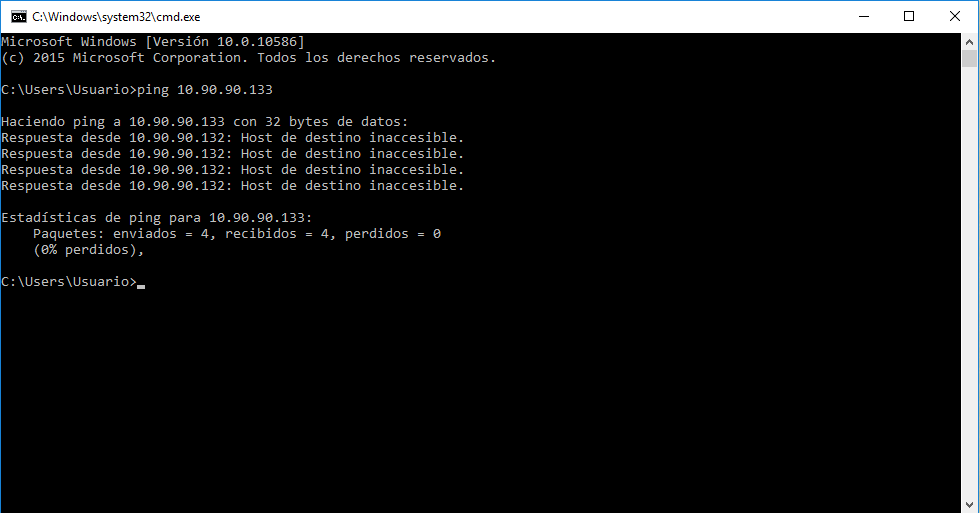 C:\Windows\system32\cmd.exe
Microsoft Windows [Versión 10.0.10586]
(c) 2015 Microsoft Corporation. Todos los derechos reservados.
C:\Users\Usuario>ping 10.90.90.133
Haciendo ping a 10.90.90.133 con 32 bytes de datos:
Respuesta desde 10.90.90.132: Host de destino inaccesible.
Respuesta desde 10.90.90.132: Host de destino inaccesible.
Respuesta desde 10.90.90.132: Host de destino inaccesible.
Respuesta desde 10.90.90.132: Host de destino inaccesible.
Estadísticas de ping para 10.90.90.133:
    Paquetes: enviados = 4, recibidos = 4, perdidos = 0
    (0% perdidos),
C:\Users\Usuario>